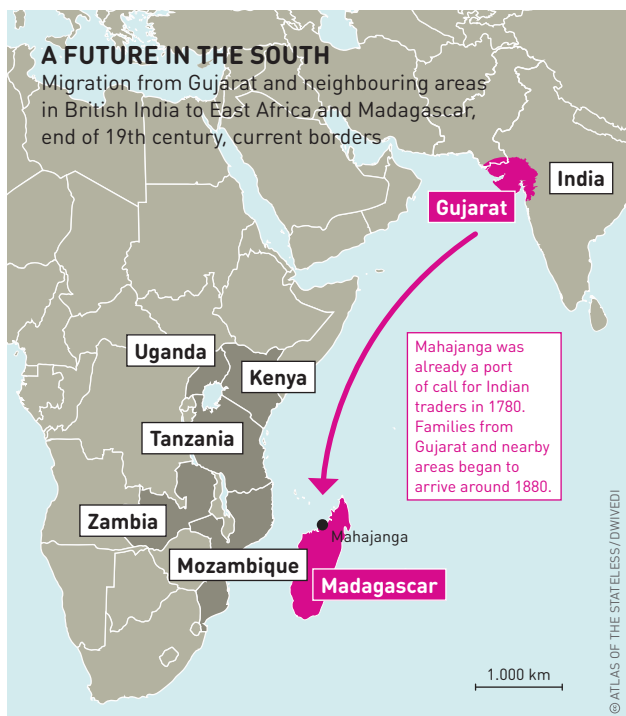 A FUTURE IN THE SOUTH
Migration from Gujarat and neighbouring areas
in British India to East Africa and Madagascar,
end of 19th century, current borders
India
Gujarat
Uganda
Kenya
Mahajanga was
already a port
of call for Indian
traders in 1780.
Families from
Gujarat and nearby
areas began to
arrive around 1880.
Tanzania
Zambia
Mahajanga
Mozambique
Madagascar
1.000 km
🅭 ATLAS OF THE STATELESS/DWIVEDI